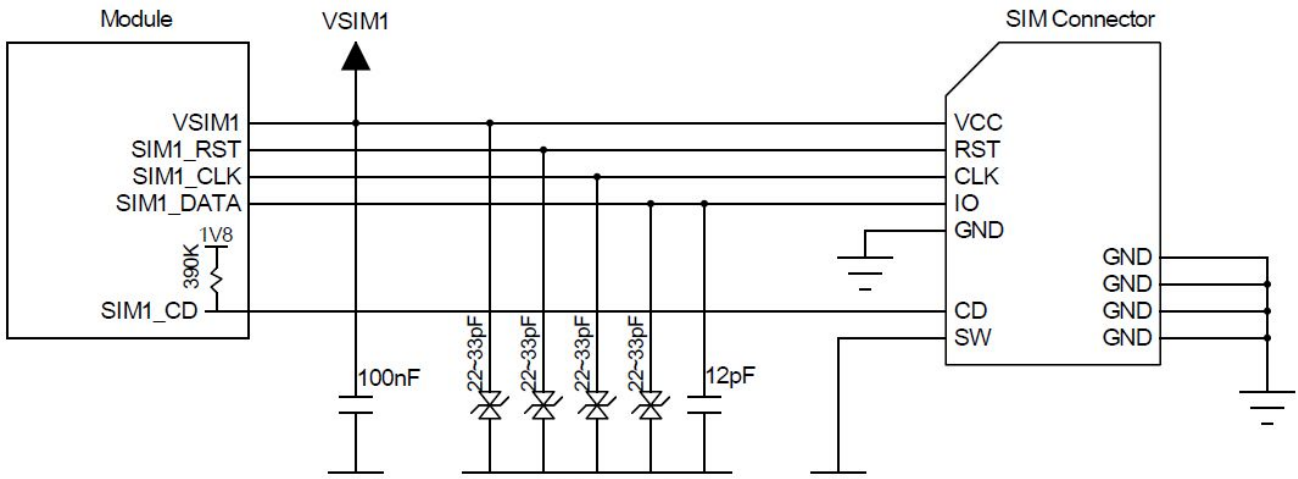 Module
VSIM1
SIM Connector
VSIM1
SIM1_RST
SIM1_CLK
SIM1_DATA
1V8
390K
SIM1_CD
VCC
RST
CLK
IO
GND
CD
SW
GND
GND
GND
GND
100nF
22~33pF
22~33pF
22~33pF
22~33pF
12pF